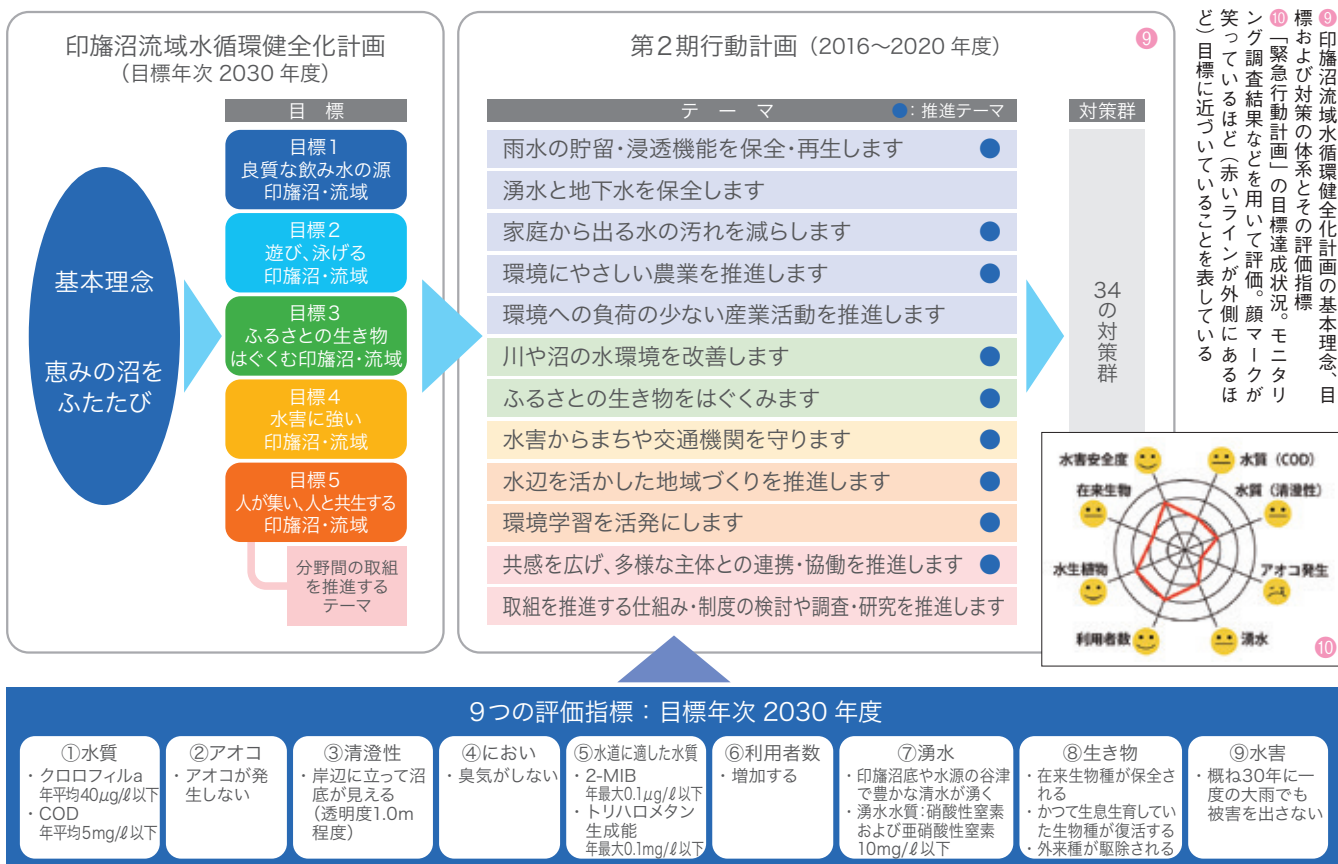 印旛沼流域水循環健全化計画
(目標年次 2030 年度)
目 標
基本理念
恵みの沼を
ふたたび
目標1
良質な飲み水の源
印旛沼・流域
目標2
遊び、泳げる
印旛沼・流域
目標3
ふるさとの生き物
はぐくむ印旛沼・流域
目標4
水害に強い
印旛沼・流域
目標5
人が集い、人と共生する
印旛沼・流域
分野間の取組
を推進する
テーマ
第2期行動計画（2016〜2020 年度）
9
テ ー マ ●：推進テーマ
雨水の貯留・浸透機能を保全・再生します ●
湧水と地下水を保全します
家庭から出る水の汚れを減らします ●
環境にやさしい農業を推進します ●
環境への負荷の少ない産業活動を推進します
川や沼の水環境を改善します ●
ふるさとの生き物をはぐくみます ●
水害からまちや交通機関を守ります ●
水辺を活かした地域づくりを推進します ●
環境学習を活発にします ●
共感を広げ、多様な主体との連携・協働を推進します ●
取組を推進する仕組み・制度の検討や調査・研究を推進します
対策群
34の対策群
9 印旛沼流域水循環健全化計画の基本理念、目
標および対策の体系とその評価指標
10 「緊急行動計画」の目標達成状況。モニタリ
ング調査結果などを用いて評価。顔マークが
笑っているほど（赤いラインが外側にあるほ
ど）目標に近づいていることを表している
水害安全度
水質（COD）
在来生物
水質（清澄性）
水生植物
アオコ発生
利用者数
湧水
10
9つの評価指標：目標年次 2030 年度
①水質
・クロロフィルa
年平均40μg/ℓ以下
・COD
年平均5mg/ℓ以下
②アオコ
・アオコが発
生しない
③清澄性
・岸辺に立って沼
底が見える
（透明度1.0m
程度）
④におい
・臭気がしない
⑤水道に適した水質
・2-MIB
年最大0.1μg/ℓ以下
・トリハロメタン
生成能
年最大0.1mg/ℓ以下
⑥利用者数
・増加する
⑦湧水
・印旛沼底や水源の谷津
で豊かな清水が湧く
・湧水水質：硝酸性窒素
および亜硝酸性窒素
10mg/ℓ以下
⑧生き物
・在来生物種が保全さ
れる
・かつて生息生育してい
た生物種が復活する
・外来種が駆除される
⑨水害
・概ね30年に一
度の大雨でも
被害を出さない